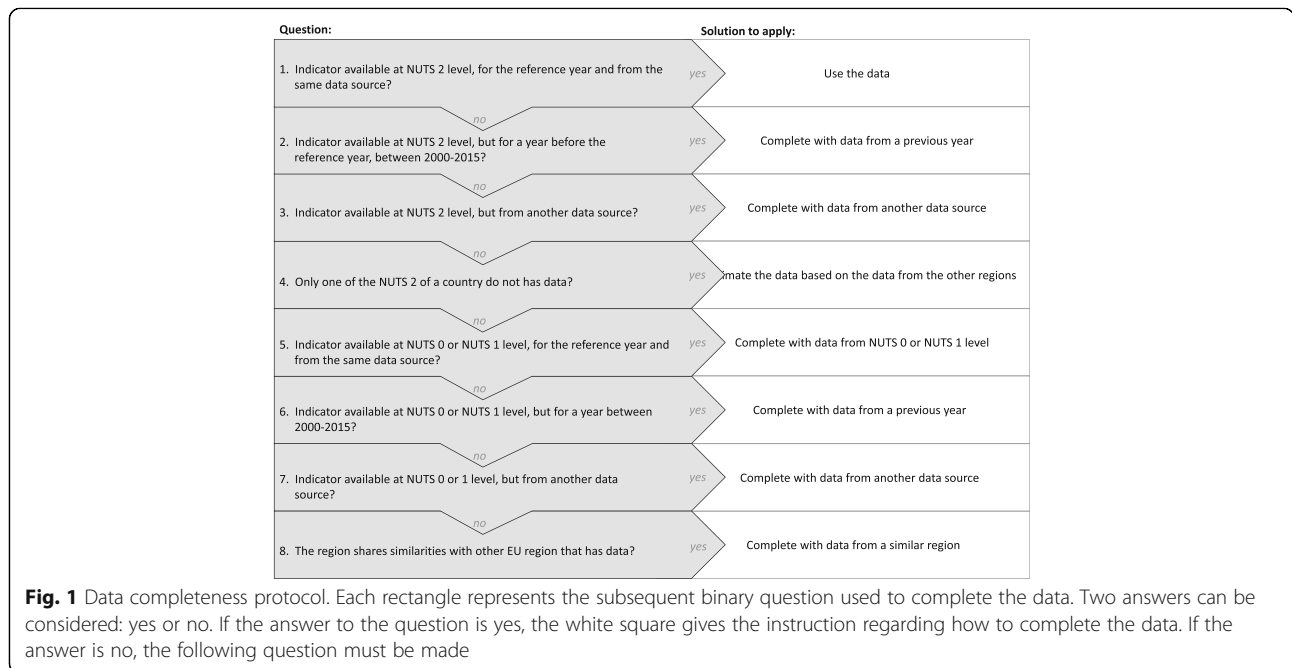 Question:
Solution to apply:
1. Indicator available at NUTS 2 level, for the reference year and from the
same data source?
yes
Use the data
no
2. Indicator available at NUTS 2 level, but for a year before the
reference year, between 2000-2015?
yes
Complete with data from a previous year
no
3. Indicator available at NUTS 2 level, but from another data source?
yes
Complete with data from another data source
no
4. Only one of the NUTS 2 of a country do not has data?
yes
the data based on the data from the other regions
no
5. Indicator available at NUTS 0 or NUTS 1 level, for the reference year and
from the same data source?
yes
Complete with data from NUTS 0 or NUTS 1 level
no
6. Indicator available at NUTS 0 or NUTS 1 level, but for a year between
2000-2015?
yes
Complete with data from a previous year
no
7. Indicator available at NUTS 0 or 1 level, but from another data
source?
yes
Complete with data from another data source
no
8. The region shares similarities with other EU region that has data?
yes
Complete with data from a similar region
Fig. 1 Data completeness protocol. Each rectangle represents the subsequent binary question used to complete the data. Two answers can be
considered: yes or no. If the answer to the question is yes, the white square gives the instruction regarding how to complete the data. If the
answer is no, the following question must be made